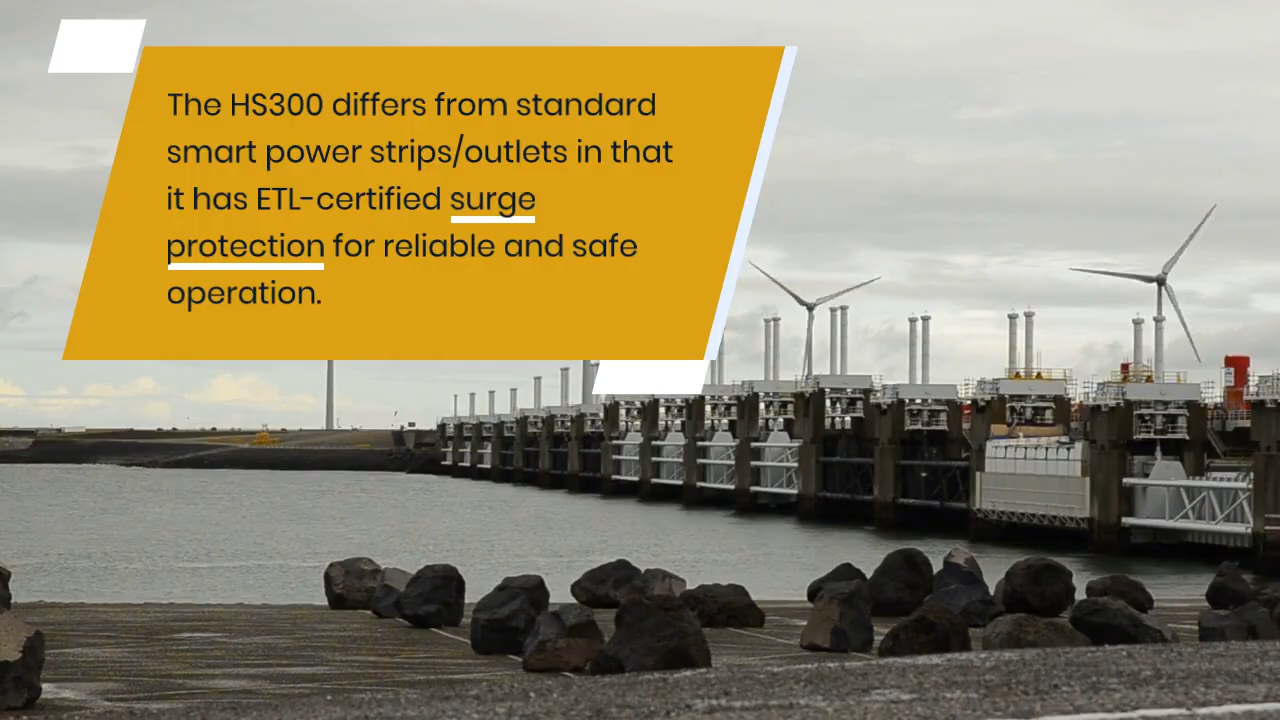 The HS300 differs from standard
smart power strips/outlets in that
it has ETL-certified surge
protection for reliable and safe
operation.